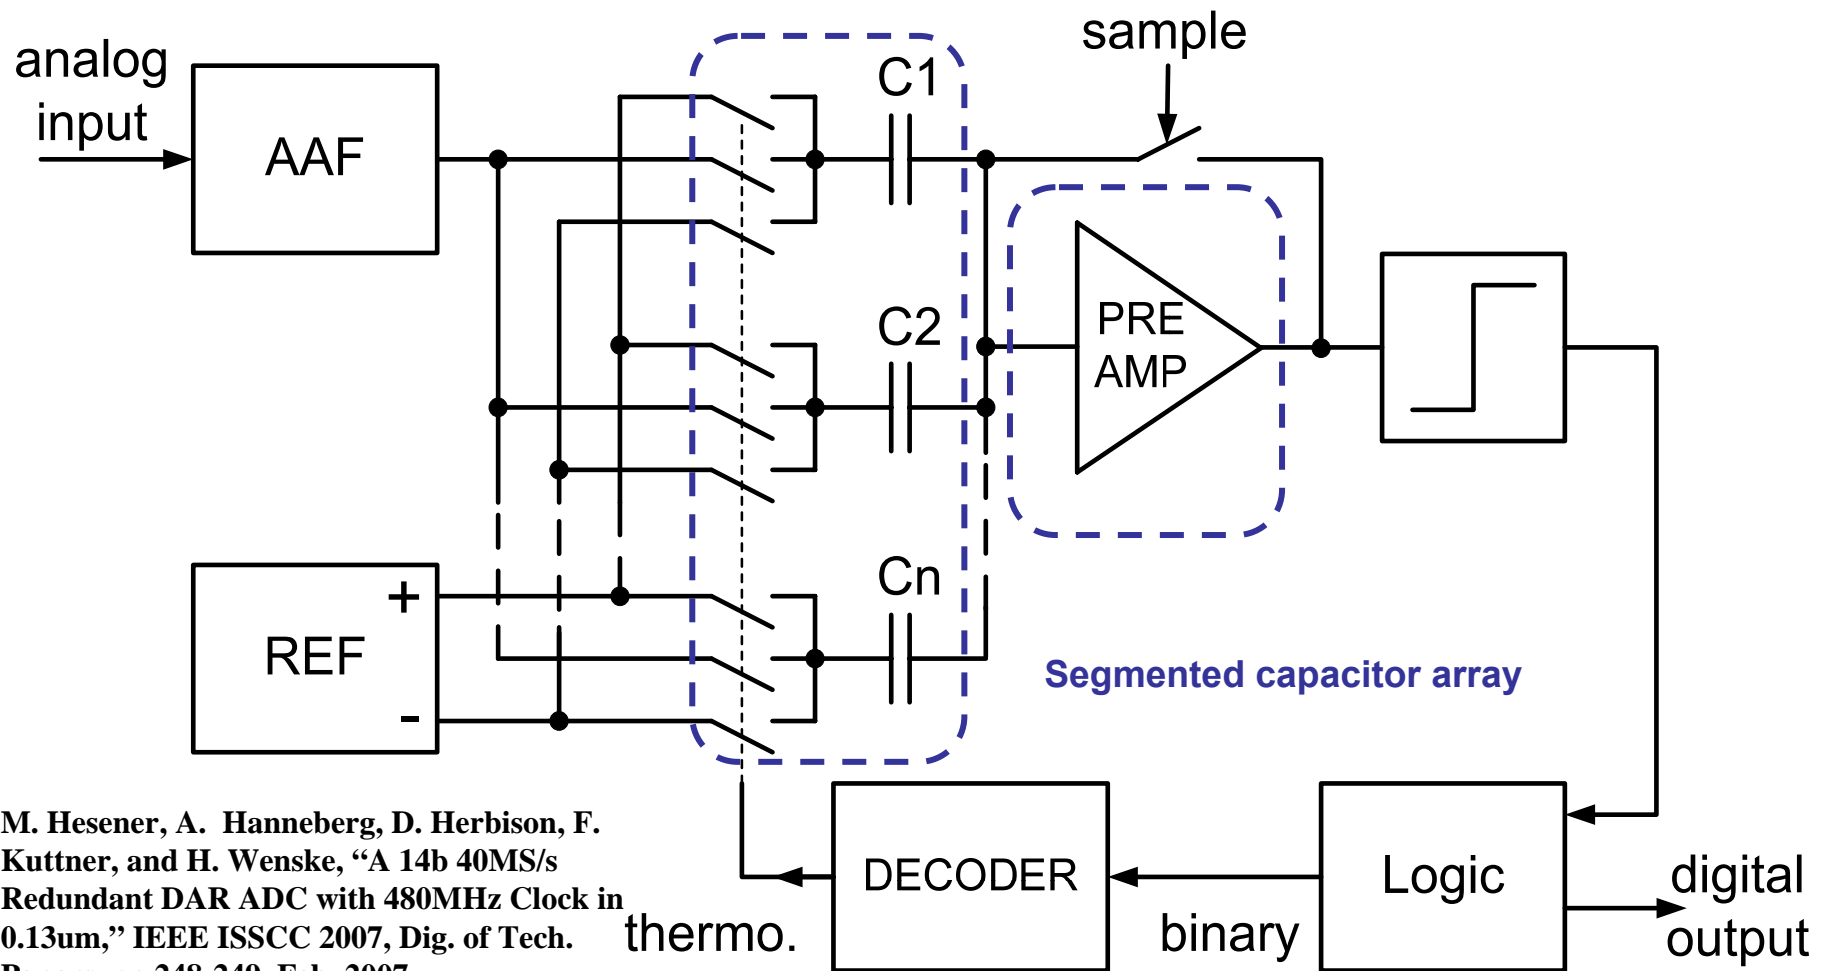 analog
input
AAF
C1
sample
C2
PRE
AMP
Cn
REF
+
-
Segmented capacitor array
M. Hesener, A. Hanneberg, D. Herbison, F.
Kuttner, and H. Wenske, “A 14b 40MS/s
Redundant DAR ADC with 480MHz Clock in
0.13um,” IEEE ISSCC 2007, Dig. of Tech.
thermo.
DECODER
binary
Logic
digital
output